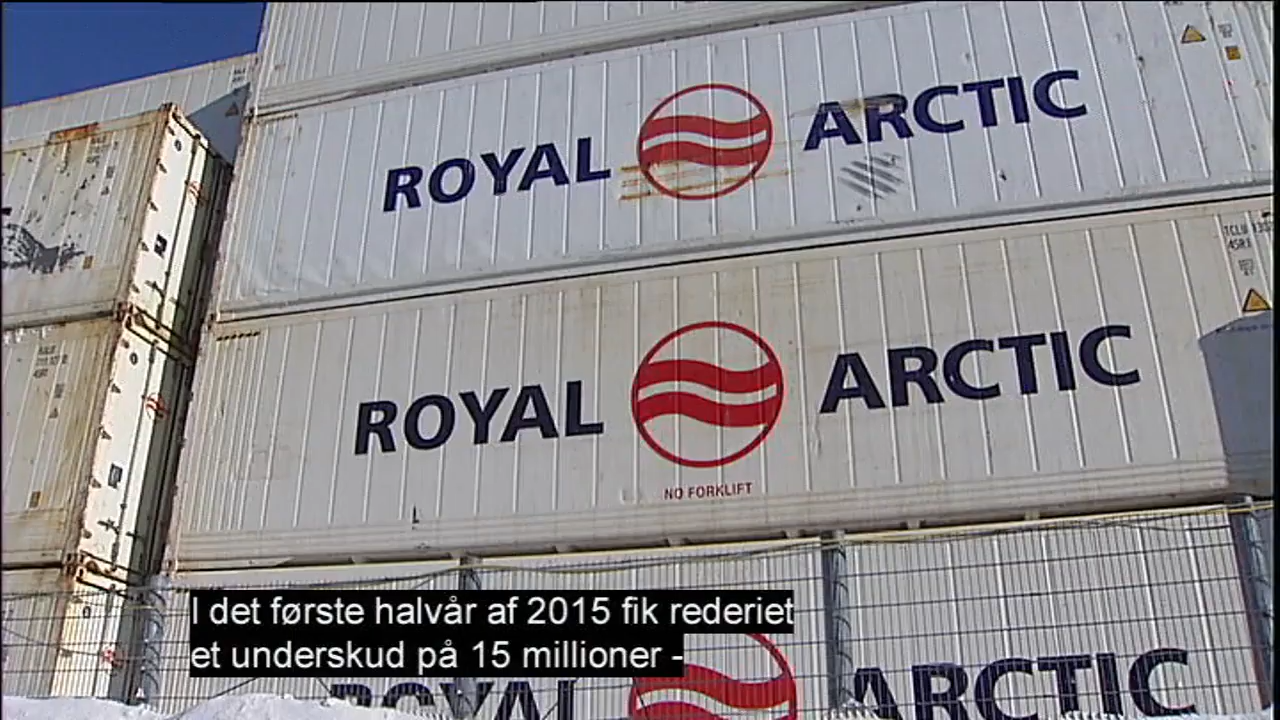 ROYAL ARCTIC
ROYAL ARCTIC
NO FORKLIFT
I det første halvår af 2015 fik rederiet
et underskud på 15 millioner -
ROYAL ARCTIC